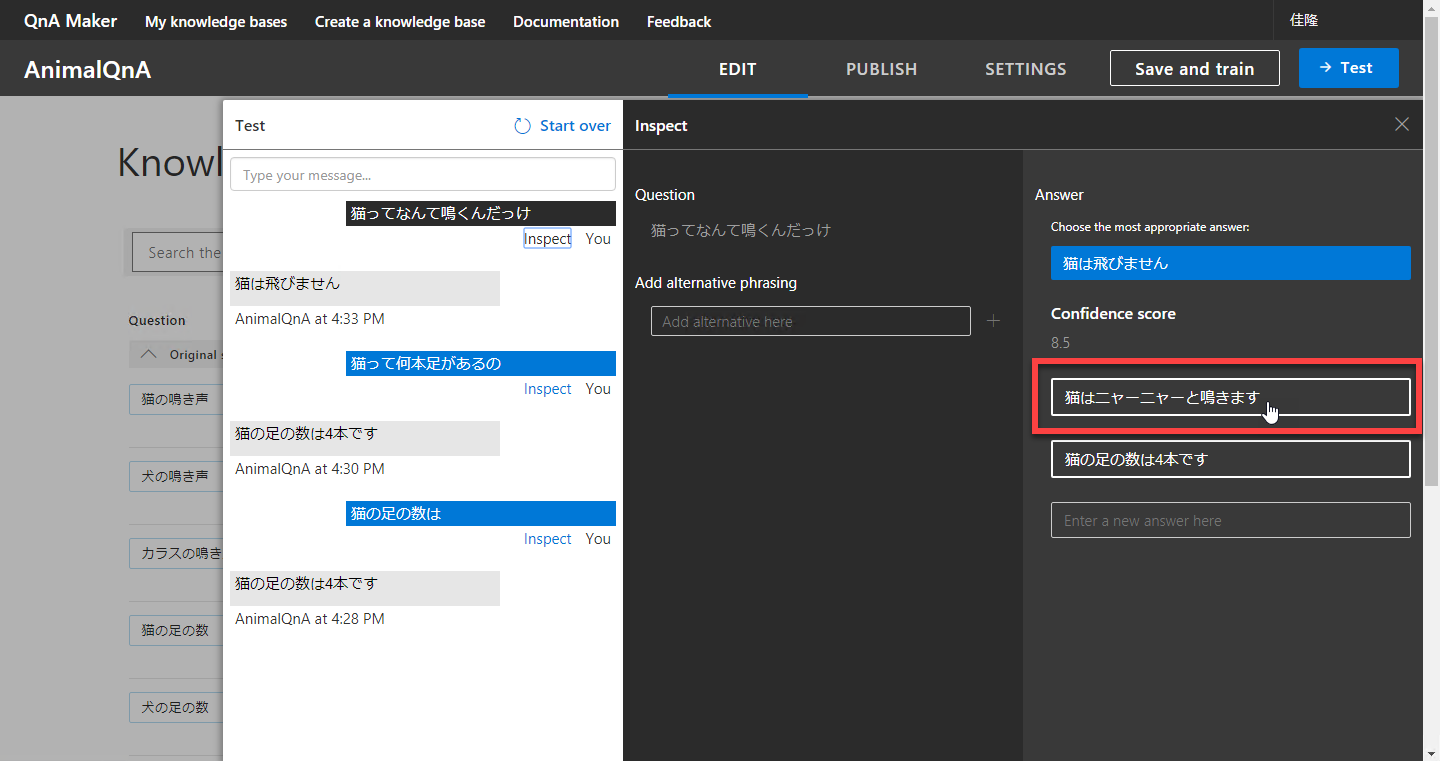 QnA Maker My knowledge bases Create a knowledge base Documentation Feedback 佳隆
AnimalQnA EDIT PUBLISH SETTINGS Save and train → Test
Knowl
Search the
Question
Original s
猫の鳴き声
犬の鳴き声
カラスの鳴き
猫の足の数
犬の足の数
Test Start over
Type your message...
猫ってなんて鳴くんだっけ
Inspect You
猫は飛びません
AnimalQnA at 4:33 PM
猫って何本足があるの
Inspect You
猫の足の数は4本です
AnimalQnA at 4:30 PM
猫の足の数は
Inspect You
猫の足の数は4本です
AnimalQnA at 4:28 PM
Inspect
Question
猫ってなんて鳴くんだっけ
Add alternative phrasing
Add alternative here
Answer
Choose the most appropriate answer:
猫は飛びません
Confidence score
8.5
猫はニャーニャーと鳴きます
猫の足の数は4本です
Enter a new answer here